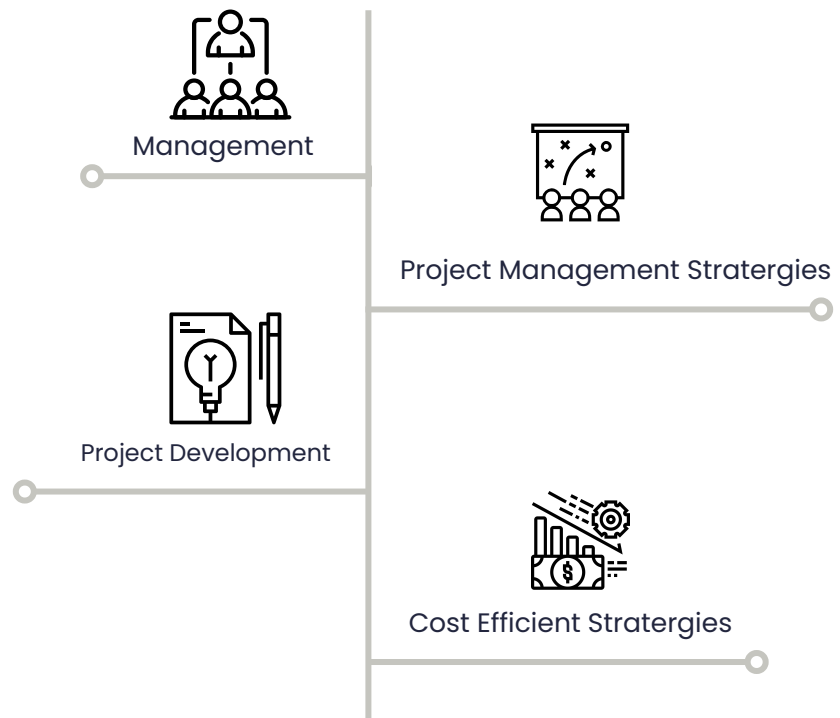 Management
Project Management Stratergies
Project Development
$
Cost Efficient Stratergies